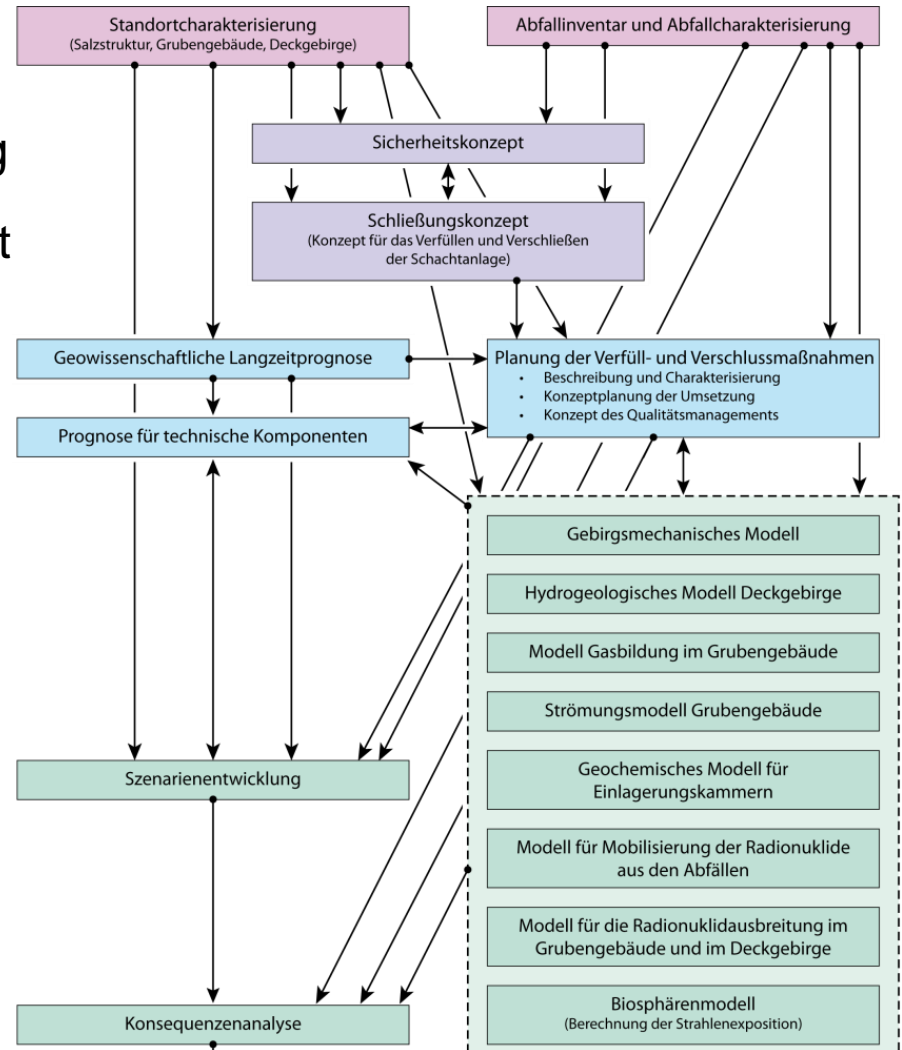 Standortcharakterisierung
(Salzstruktur, Grubengebäude, Deckgebirge)
Abfallinventar und Abfallcharakterisierung
g
t
Sicherheitskonzept
Schließungskonzept
(Konzept für das Verfüllen und Verschließen
der Schachtanlage)
Geowissenschaftliche Langzeitprognose
Planung der Verfüll- und Verschlussmaßnahmen
• Beschreibung und Charakterisierung
• Konzeptplanung der Umsetzung
• Konzept des Qualitätsmanagements
Prognose für technische Komponenten
Gebirgsmechanisches Modell
Hydrogeologisches Modell Deckgebirge
Modell Gasbildung im Grubengebäude
Strömungsmodell Grubengebäude
Szenarienentwicklung
Geochemisches Modell für
Einlagerungskammern
Modell für Mobilisierung der Radionuklide
aus den Abfällen
Modell für die Radionuklidausbreitung im
Grubengebäude und im Deckgebirge
Konsequenzenanalyse
Biosphärenmodell
(Berechnung der Strahlenexposition)